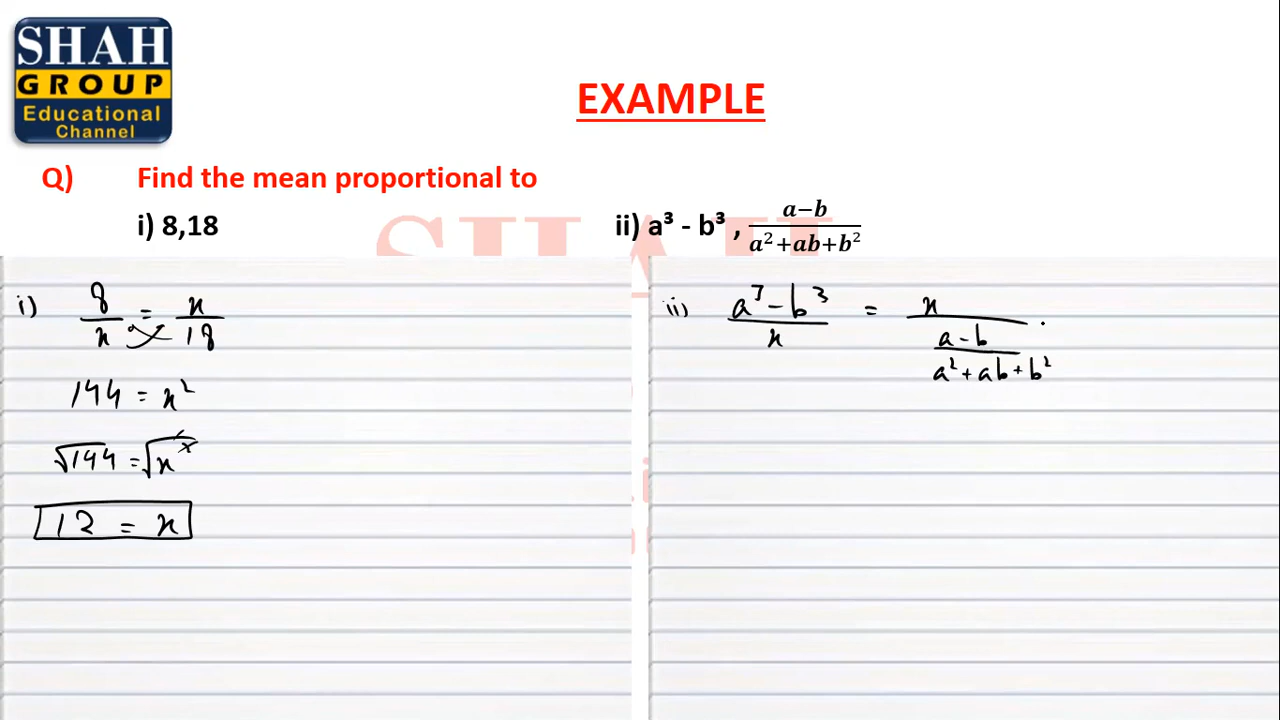 SHAH
GROUP
Educational
Channel
EXAMPLE
Q) Find the mean proportional to
i) 8,18
ii) a³ - b³ , a−b / a²+ab+b²
i) 8/x = x/18
144 = x²
√144 = √x²
12 = x
ii) a³ - b³ / x = x / (a - b / a² + ab + b²)